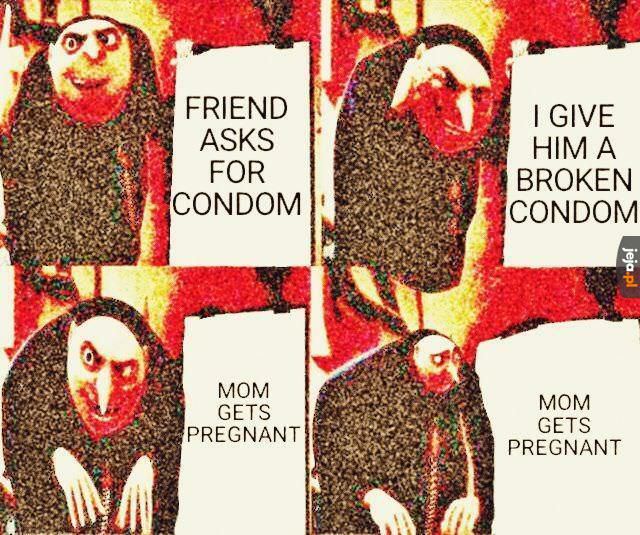 FRIEND
ASKS
FOR
CONDOM
I GIVE
HIM A
BROKEN
CONDOM
jeja.pl
MOM
GETS
PREGNANT
MOM
GETS
PREGNANT